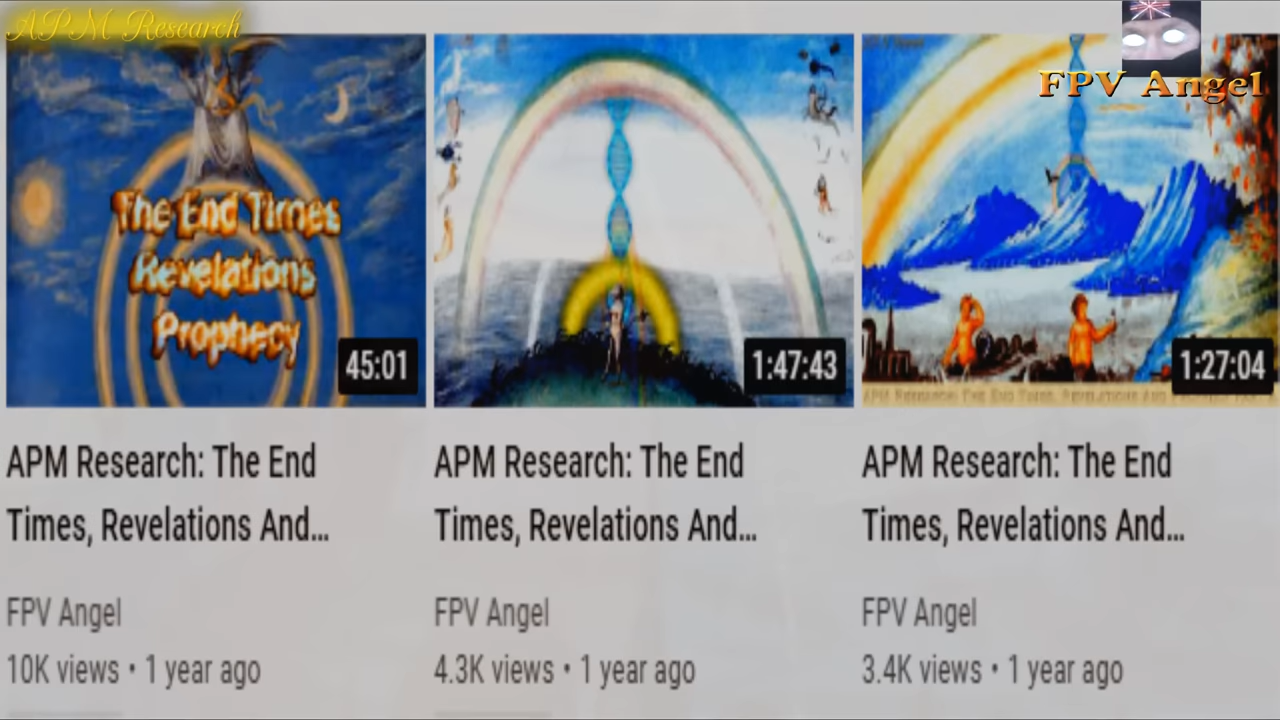 APM Research
FPV Angel
The End Times
Revelations
Prophecy
45:01
1:47:43
1:27:04
APM Research: The End
Times, Revelations And...
FPV Angel
10K views • 1 year ago
APM Research: The End
Times, Revelations And...
FPV Angel
4.3K views • 1 year ago
APM Research: The End
Times, Revelations And...
FPV Angel
3.4K views • 1 year ago